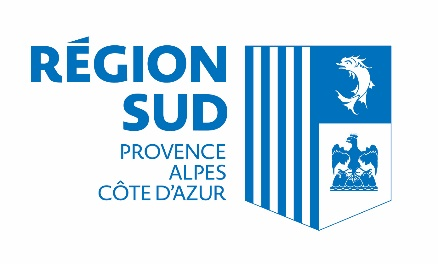 RÉGION
SUD
PROVENCE
ALPES
CÔTE D'AZUR